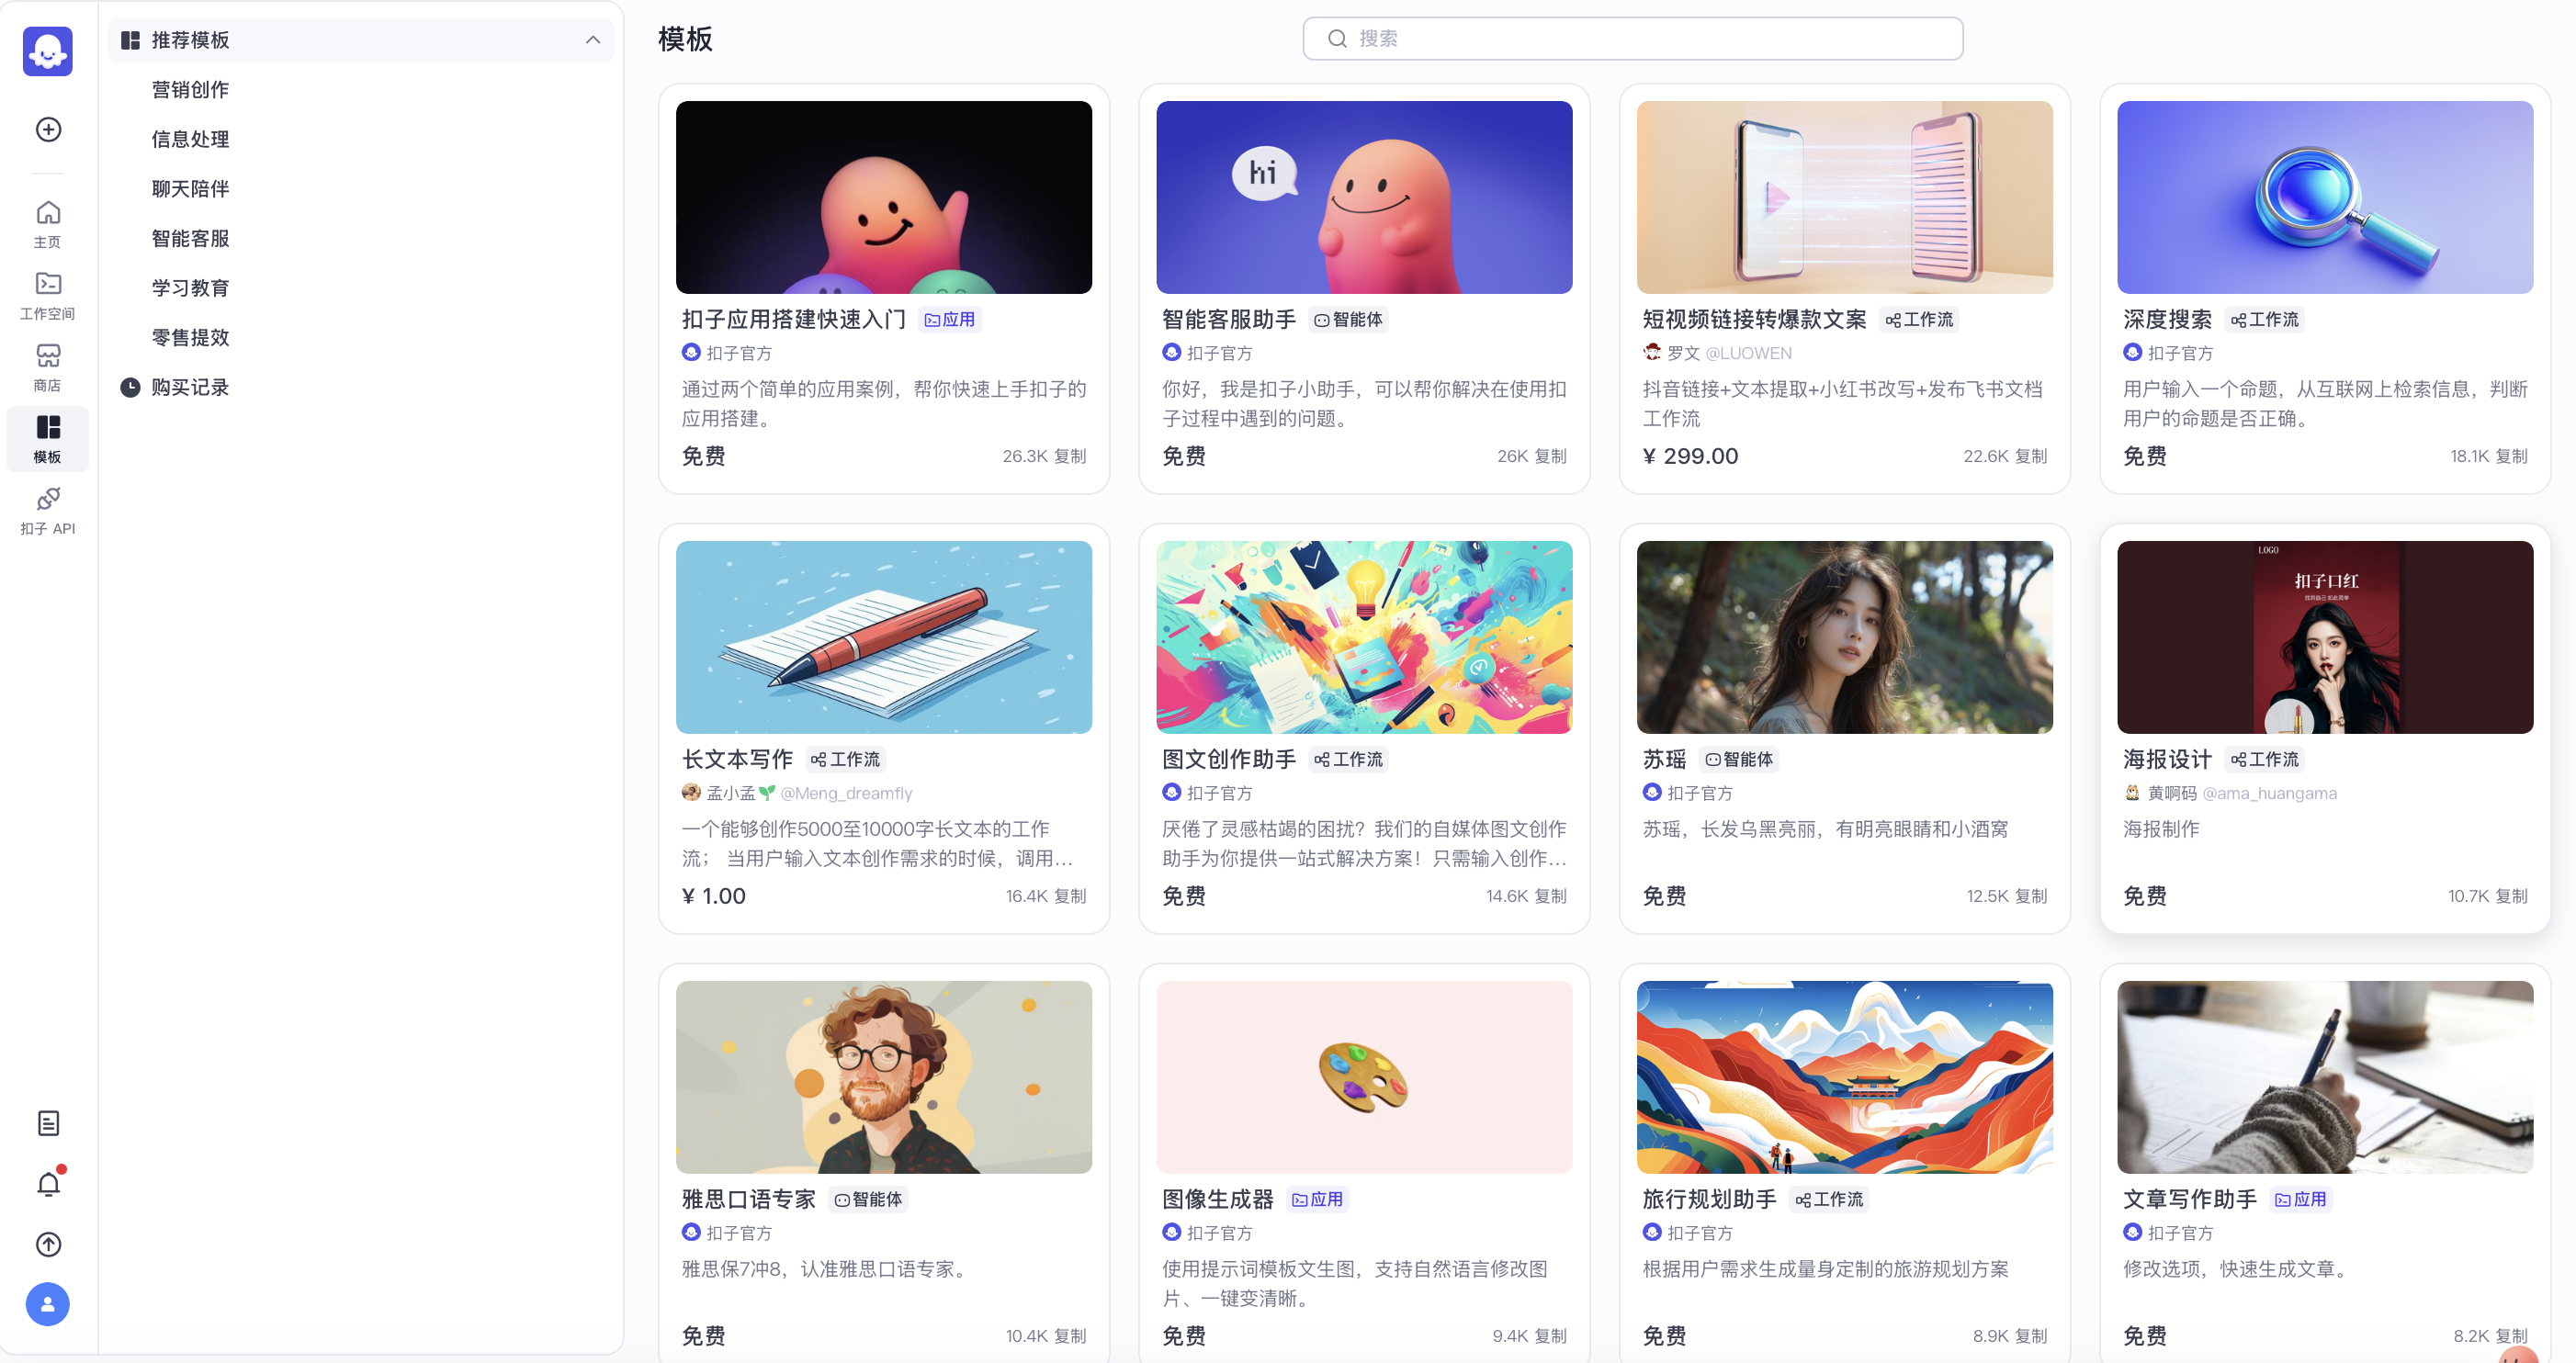 主页
工作空间
商店
模板
扣子 API
推荐模板
营销创作
信息处理
聊天陪伴
智能客服
学习教育
零售提效
购买记录
模板
搜索
扣子应用搭建快速入门 应用
扣子官方
通过两个简单的应用案例，帮你快速上手扣子的
应用搭建。
免费 26.3K 复制
hi
智能客服助手 智能体
扣子官方
你好，我是扣子小助手，可以帮你解决在使用扣
子过程中遇到的问题。
免费 26K 复制
短视频链接转爆款文案 工作流
罗文 @LUOWEN
抖音链接+文本提取+小红书改写+发布飞书文档
工作流
¥ 299.00 22.6K 复制
深度搜索 工作流
扣子官方
用户输入一个命题，从互联网上检索信息，判断
用户的命题是否正确。
免费 18.1K 复制
长文本写作 工作流
孟小孟🌱 @Meng_dreamfly
一个能够创作5000至10000字长文本的工作
流； 当用户输入文本创作需求的时候，调用...
¥ 1.00 16.4K 复制
图文创作助手 工作流
扣子官方
厌倦了灵感枯竭的困扰？我们的自媒体图文创作
助手为你提供一站式解决方案！只需输入创作...
免费 14.6K 复制
苏瑶 智能体
扣子官方
苏瑶，长发乌黑亮丽，有明亮眼睛和小酒窝
免费 12.5K 复制
LOGO
扣子口红
找到自己 如此简单
海报设计 工作流
黄啊码 @ama_huangama
海报制作
免费 10.7K 复制
雅思口语专家 智能体
扣子官方
雅思保7冲8，认准雅思口语专家。
免费 10.4K 复制
图像生成器 应用
扣子官方
使用提示词模板文生图，支持自然语言修改图
片、一键变清晰。
免费 9.4K 复制
旅行规划助手 工作流
扣子官方
根据用户需求生成量身定制的旅游规划方案
免费 8.9K 复制
文章写作助手 应用
扣子官方
修改选项，快速生成文章。
免费 8.2K 复制